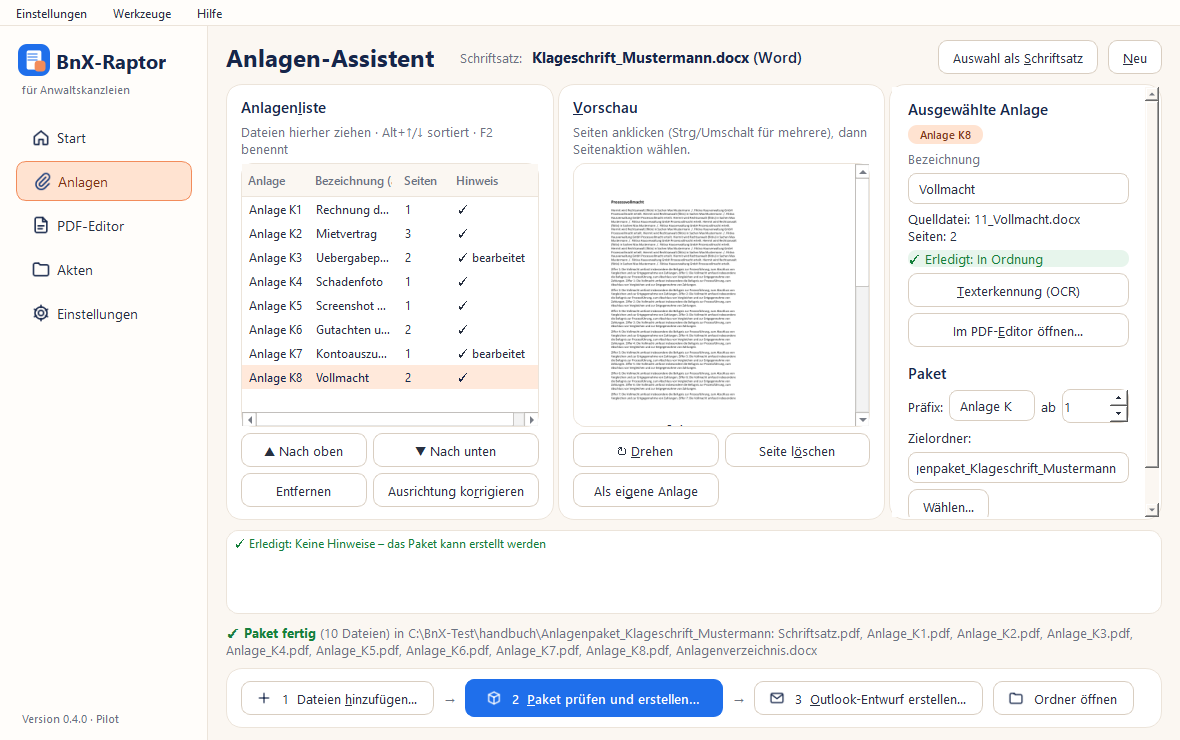 Einstellungen Werkzeuge Hilfe
BnX-Raptor
für Anwaltskanzleien
Start
Anlagen
PDF-Editor
Akten
Einstellungen
Version 0.4.0 · Pilot
Anlagen-Assistent Schriftsatz: Klageschrift_Mustermann.docx (Word) Auswahl als Schriftsatz Neu
Anlagenliste
Dateien hierher ziehen · Alt+↑/↓ sortiert · F2
benennt
Anlage Bezeichnung ( Seiten Hinweis
Anlage K1 Rechnung d... 1 ✓
Anlage K2 Mietvertrag 3 ✓
Anlage K3 Uebergabep... 2 ✓ bearbeitet
Anlage K4 Schadenfoto 1 ✓
Anlage K5 Screenshot ... 1 ✓
Anlage K6 Gutachten u... 2 ✓
Anlage K7 Kontoauszu... 1 ✓ bearbeitet
Anlage K8 Vollmacht 2 ✓
▲ Nach oben ▼ Nach unten
Entfernen Ausrichtung korrigieren
Vorschau
Seiten anklicken (Strg/Umschalt für mehrere), dann
Seitenaktion wählen.
Prozessvollmacht
↻ Drehen Seite löschen
Als eigene Anlage
Ausgewählte Anlage
Anlage K8
Bezeichnung
Vollmacht
Quelldatei: 11_Vollmacht.docx
Seiten: 2
✓ Erledigt: In Ordnung
Texterkennung (OCR)
Im PDF-Editor öffnen...
Paket
Präfix: Anlage K ab 1
Zielordner:
genpaket_Klageschrift_Mustermann
Wählen...
✓ Erledigt: Keine Hinweise – das Paket kann erstellt werden
✓ Paket fertig (10 Dateien) in C:\BnX-Test\handbuch\Anlagenpaket_Klageschrift_Mustermann: Schriftsatz.pdf, Anlage_K1.pdf, Anlage_K2.pdf, Anlage_K3.pdf,
Anlage_K4.pdf, Anlage_K5.pdf, Anlage_K6.pdf, Anlage_K7.pdf, Anlage_K8.pdf, Anlagenverzeichnis.docx
1 Dateien hinzufügen... → 2 Paket prüfen und erstellen... → 3 Outlook-Entwurf erstellen... Ordner öffnen